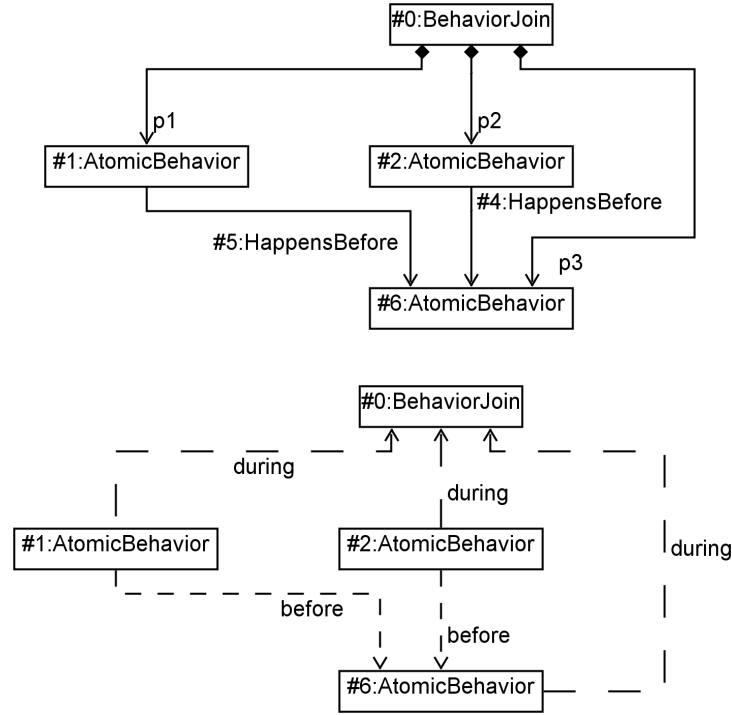 #0:BehaviorJoin
p1
p2
#1:AtomicBehavior
#2:AtomicBehavior
#4:HappensBefore
#5:HappensBefore
p3
#6:AtomicBehavior
#0:BehaviorJoin
during
during
#1:AtomicBehavior
#2:AtomicBehavior
during
before
before
#6:AtomicBehavior